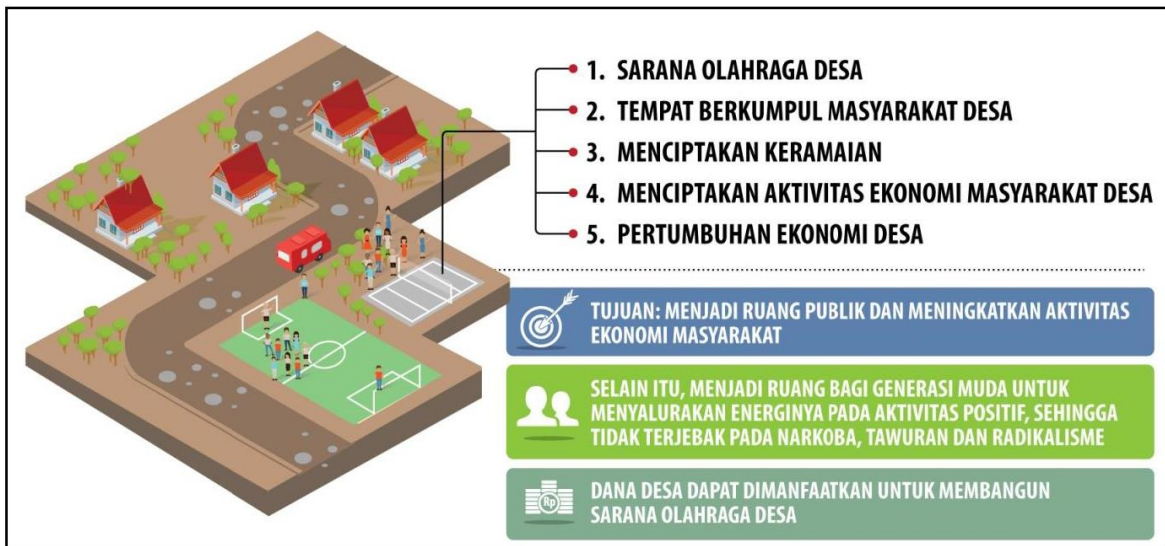 1. SARANA OLAHRAGA DESA
2. TEMPAT BERKUMPUL MASYARAKAT DESA
3. MENCIPTAKAN KERAMAIAN
4. MENCIPTAKAN AKTIVITAS EKONOMI MASYARAKAT DESA
5. PERTUMBUHAN EKONOMI DESA
TUJUAN: MENJADI RUANG PUBLIK DAN MENINGKATKAN AKTIVITAS
EKONOMI MASYARAKAT
SELAIN ITU, MENJADI RUANG BAGI GENERASI MUDA UNTUK
MENYALURAKAN ENERGINYA PADA AKTIVITAS POSITIF, SEHINGGA
TIDAK TERJEBAK PADA NARKOBA, TAWURAN DAN RADIKALISME
Rp
DANA DESA DAPAT DIMANFAATKAN UNTUK MEMBANGUN
SARANA OLAHRAGA DESA